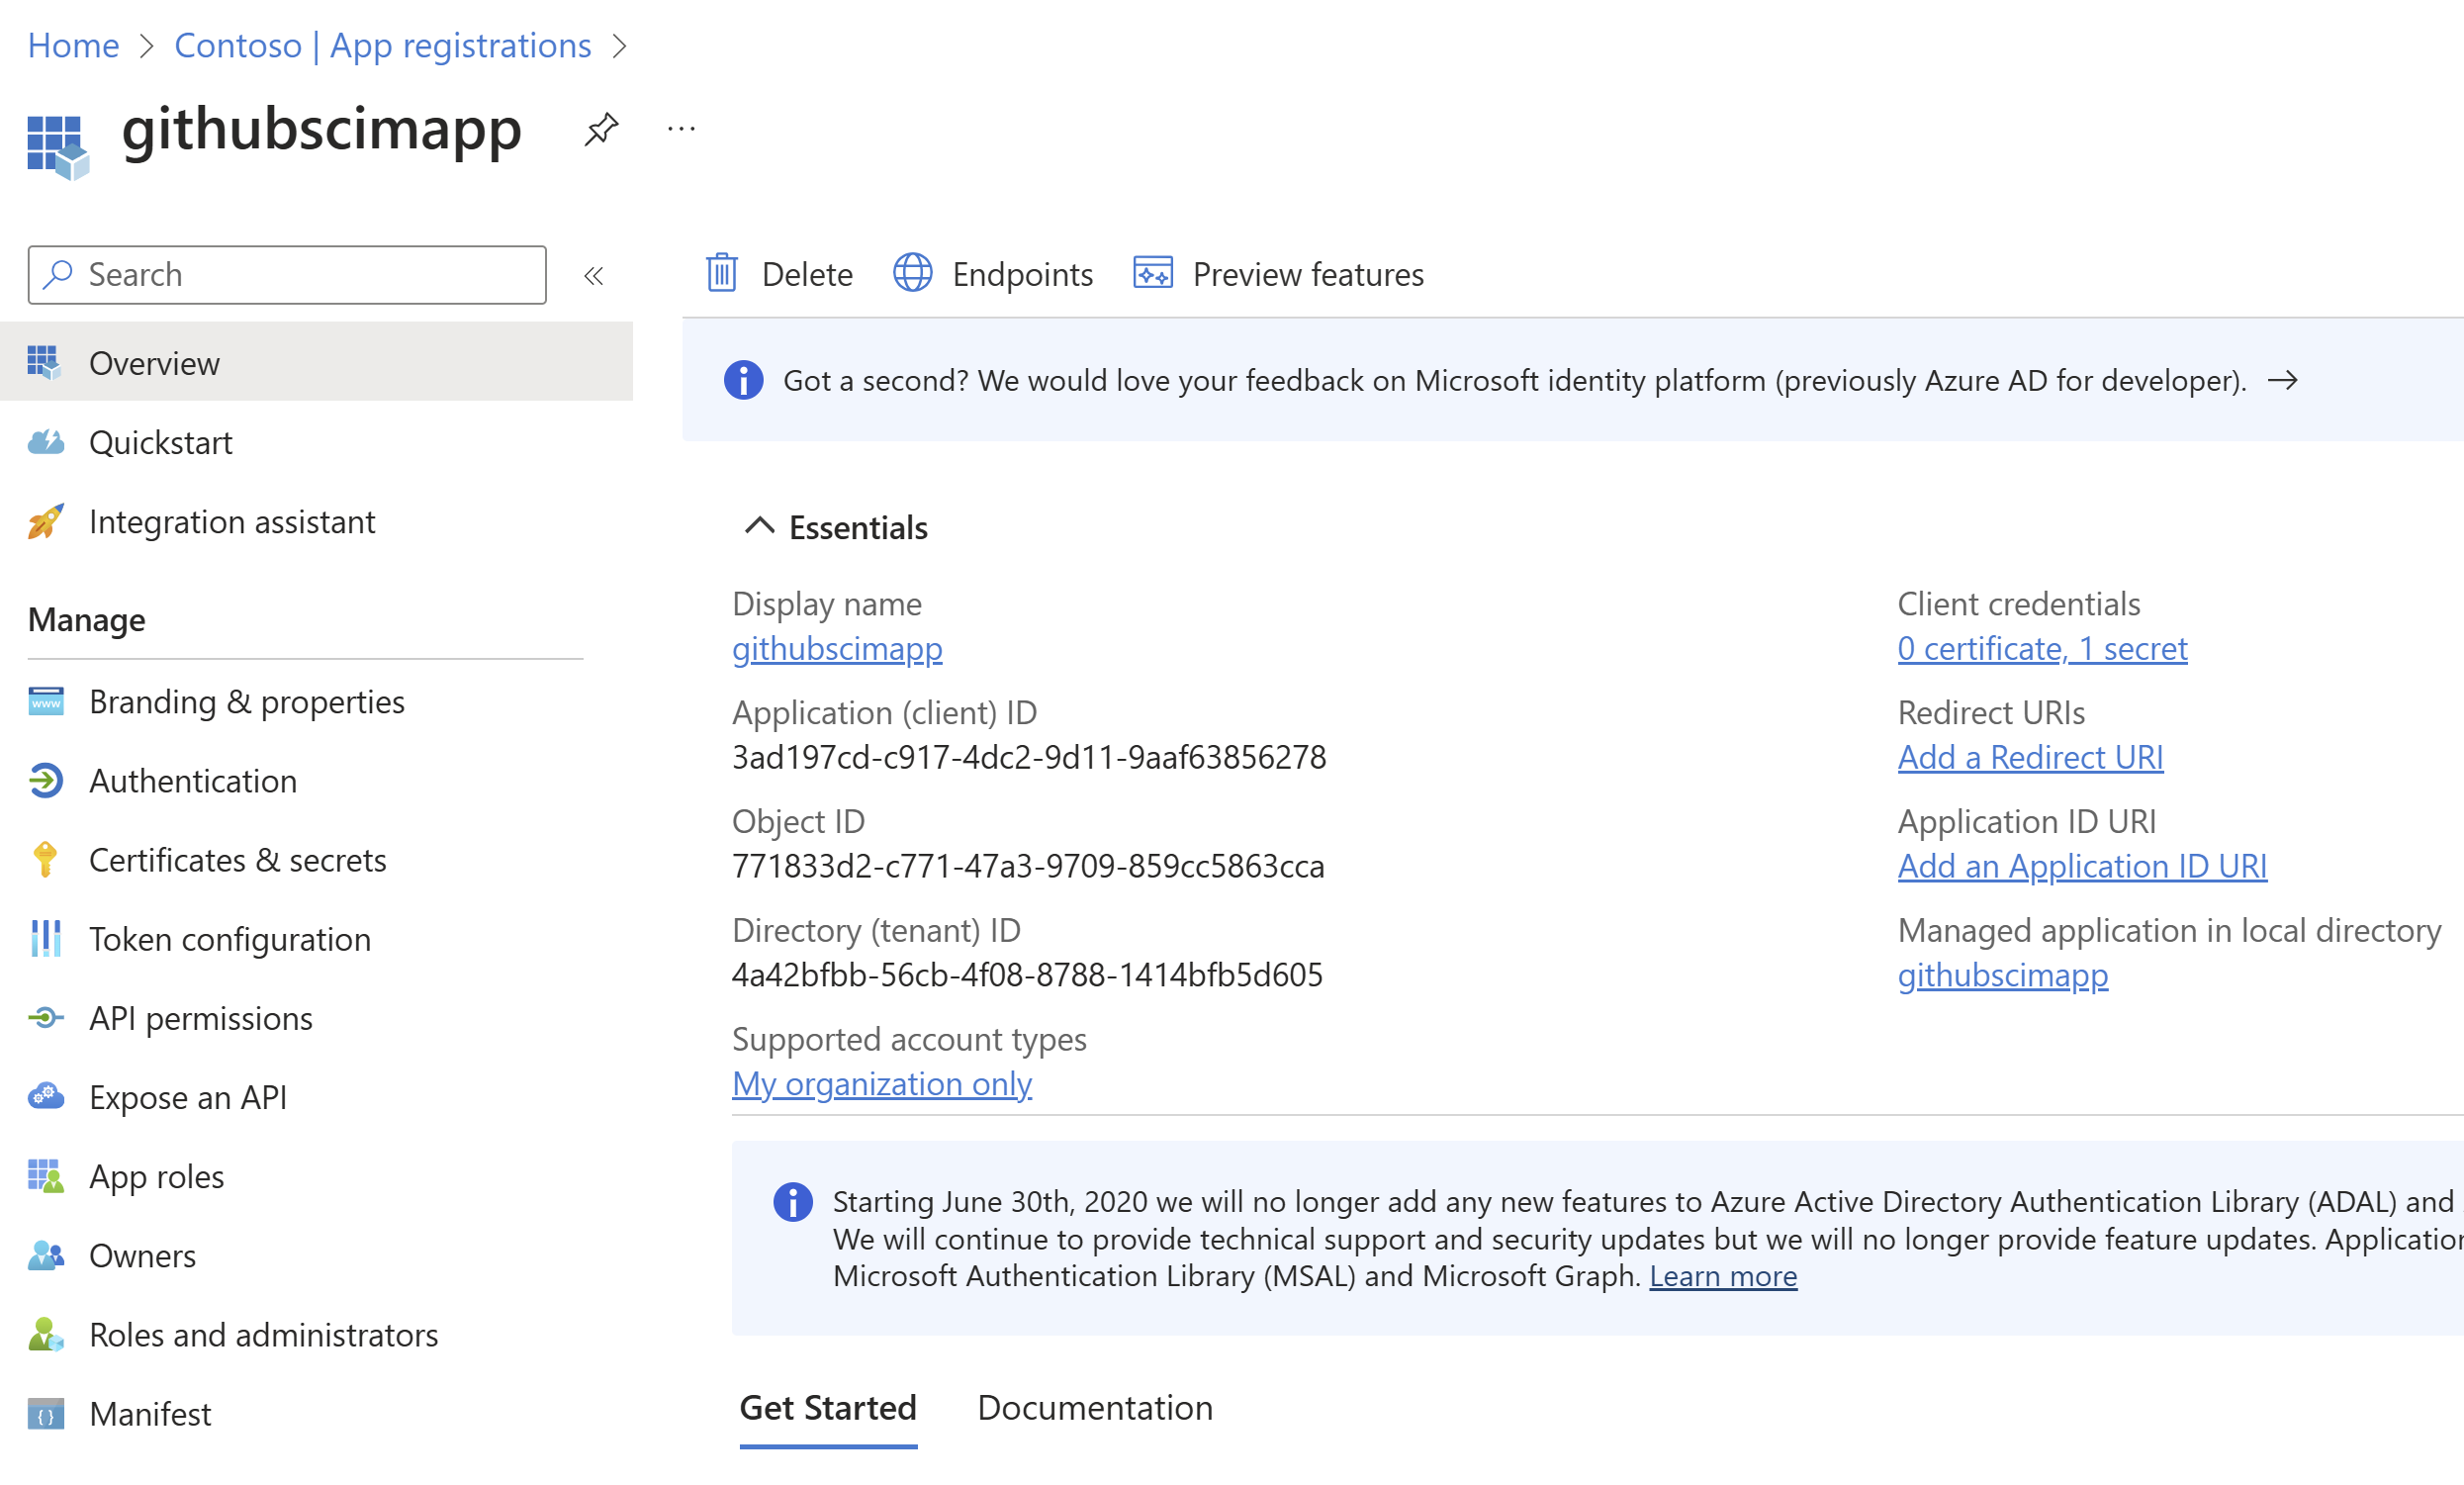 Home > Contoso | App registrations >
githubscimapp ...
Search «
Overview
Quickstart
Integration assistant
Manage
Branding & properties
Authentication
Certificates & secrets
Token configuration
API permissions
Expose an API
App roles
Owners
Roles and administrators
Manifest
Delete Endpoints Preview features
Got a second? We would love your feedback on Microsoft identity platform (previously Azure AD for developer). →
Essentials
Display name
githubscimapp
Application (client) ID
3ad197cd-c917-4dc2-9d11-9aaf63856278
Object ID
771833d2-c771-47a3-9709-859cc5863cca
Directory (tenant) ID
4a42bfbb-56cb-4f08-8788-1414bfb5d605
Supported account types
My organization only
Client credentials
0 certificate, 1 secret
Redirect URIs
Add a Redirect URI
Application ID URI
Add an Application ID URI
Managed application in local directory
githubscimapp
Starting June 30th, 2020 we will no longer add any new features to Azure Active Directory Authentication Library (ADAL) and
We will continue to provide technical support and security updates but we will no longer provide feature updates. Application
Microsoft Authentication Library (MSAL) and Microsoft Graph. Learn more
Get Started Documentation